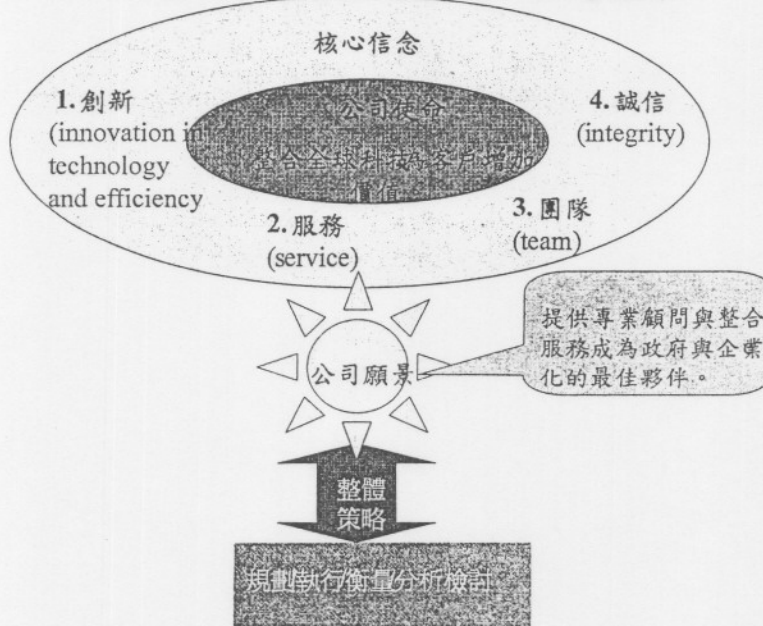 核心信念
1.創新
(innovation in
technology
and efficiency
公司使命
整合全球科技為客戶增加
價值
4.誠信
(integrity)
2.服務
(service)
3.團隊
(team)
公司願景
提供專業顧問與整合
服務成為政府與企業
化的最佳夥伴。
整體
策略
規劃執行衡量分析檢討